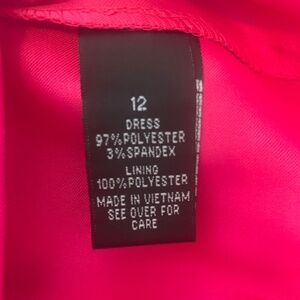 12
DRESS
97%POLYESTER
3%SPANDEX
LINING
100%POLYESTER
MADE IN VIETNAM
SEE OVER FOR
CARE